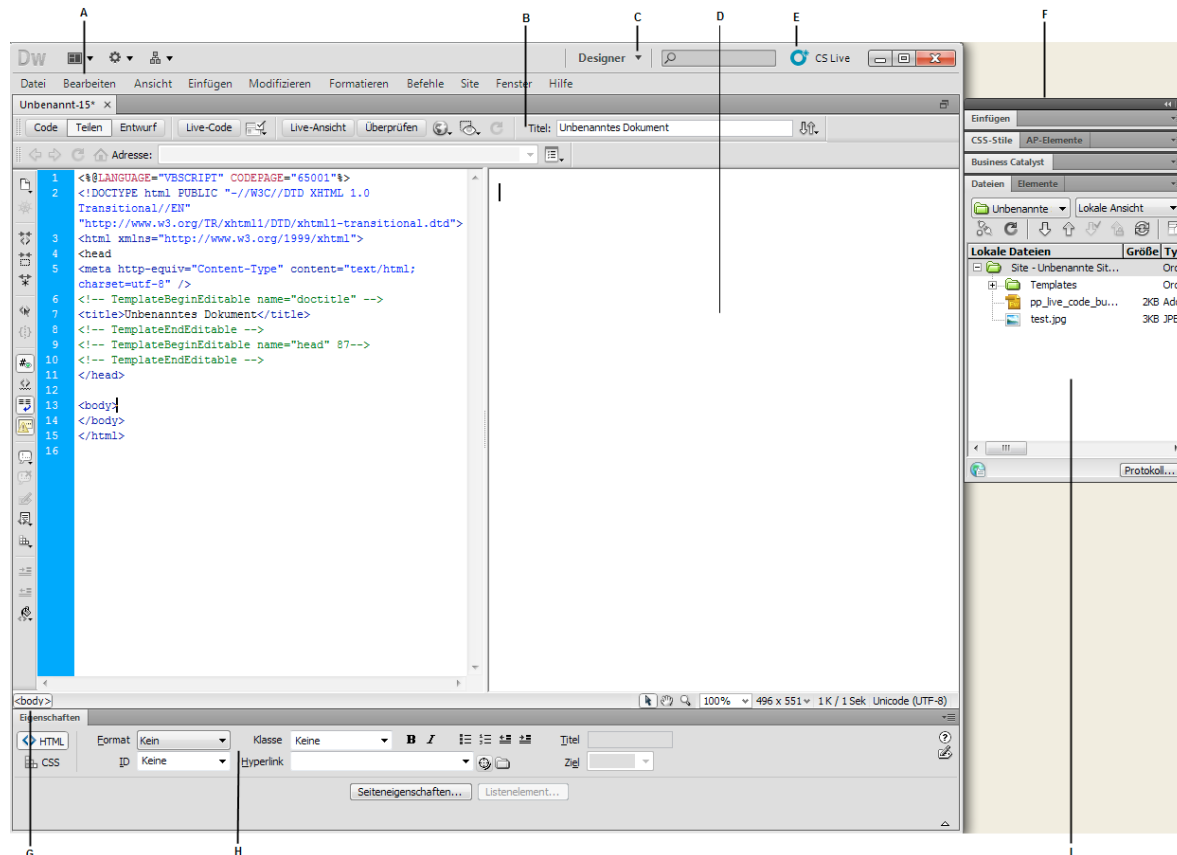 A B C D E F
Dw Designer CS Live
Datei Bearbeiten Ansicht Einfügen Modifizieren Formatieren Befehle Site Fenster Hilfe
Unbenannt-15* ×
Code Teilen Entwurf Live-Code Live-Ansicht Überprüfen Titel: Unbenanntes Dokument
Adresse:
1 <%@LANGUAGE="VBSCRIPT" CODEPAGE="65001"%>
2 <!DOCTYPE html PUBLIC "-//W3C//DTD XHTML 1.0
Transitional//EN"
"http://www.w3.org/TR/xhtml1/DTD/xhtml1-transitional.dtd">
3 <html xmlns="http://www.w3.org/1999/xhtml">
4 <head
5 <meta http-equiv="Content-Type" content="text/html;
charset=utf-8" />
6 <!-- TemplateBeginEditable name="doctitle" -->
7 <title>Unbenanntes Dokument</title>
8 <!-- TemplateEndEditable -->
9 <!-- TemplateBeginEditable name="head" 87-->
10 <!-- TemplateEndEditable -->
11 </head>
12
13 <body>
14 </body>
15 </html>
16
<body> 100% 496 x 551 1 K / 1 Sek Unicode (UTF-8)
Eigenschaften
<> HTML Format Kein Klasse Keine B I Titel
CSS ID Keine Hyperlink Ziel
Seiteneigenschaften... Listenelement...
Einfügen
CSS-Stile AP-Elemente
Business Catalyst
Dateien Elemente
Unbenannte Lokale Ansicht
Lokale Dateien Größe Ty
Site - Unbenannte Sit... Ord
Templates Ord
pp_live_code_bu... 2KB Ado
test.jpg 3KB JPE
Protokoll...
G H I